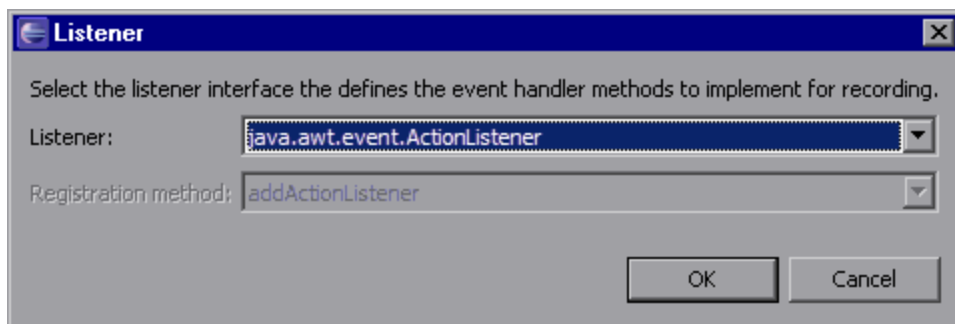 Listener
Select the listener interface the defines the event handler methods to implement for recording.
Listener: java.awt.event.ActionListener
Registration method: addActionListener
OK Cancel